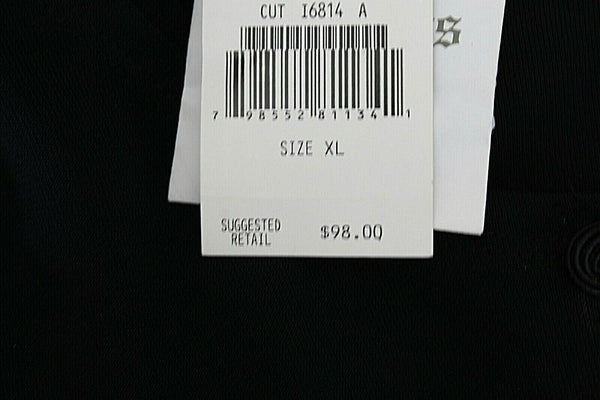 CUT I6814 A
7 98552 81134 1
SIZE XL
SUGGESTED
RETAIL
$98.00